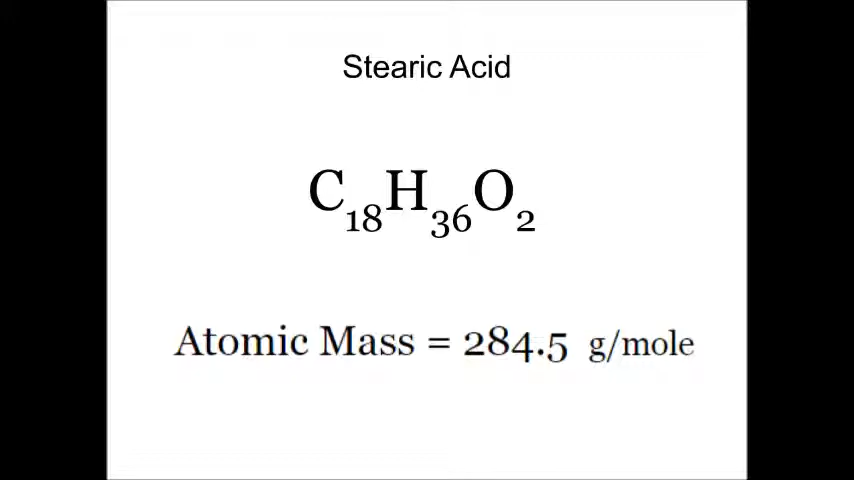 Stearic Acid
C₁₈H₃₆O₂
Atomic Mass = 284.5 g/mole